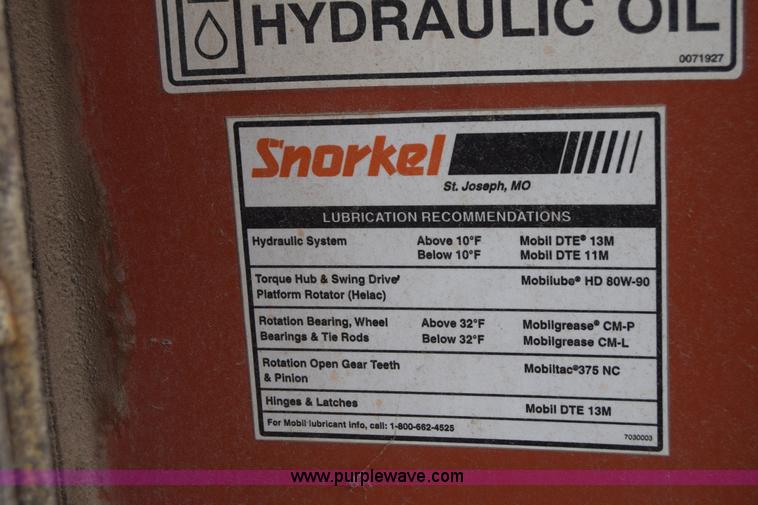 HYDRAULIC OIL
0071927
Snorkel
St. Joseph, MO
LUBRICATION RECOMMENDATIONS
Hydraulic System Above 10°F Mobil DTE® 13M
Below 10°F Mobil DTE 11M
Torque Hub & Swing Drive Mobilube® HD 80W-90
Platform Rotator (Helac)
Rotation Bearing, Wheel Above 32°F Mobilgrease® CM-P
Bearings & Tie Rods Below 32°F Mobilgrease CM-L
Rotation Open Gear Teeth Mobiltac®375 NC
& Pinion
Hinges & Latches Mobil DTE 13M
For Mobil lubricant info, call: 1-800-662-4525
7030003
www.purplewave.com